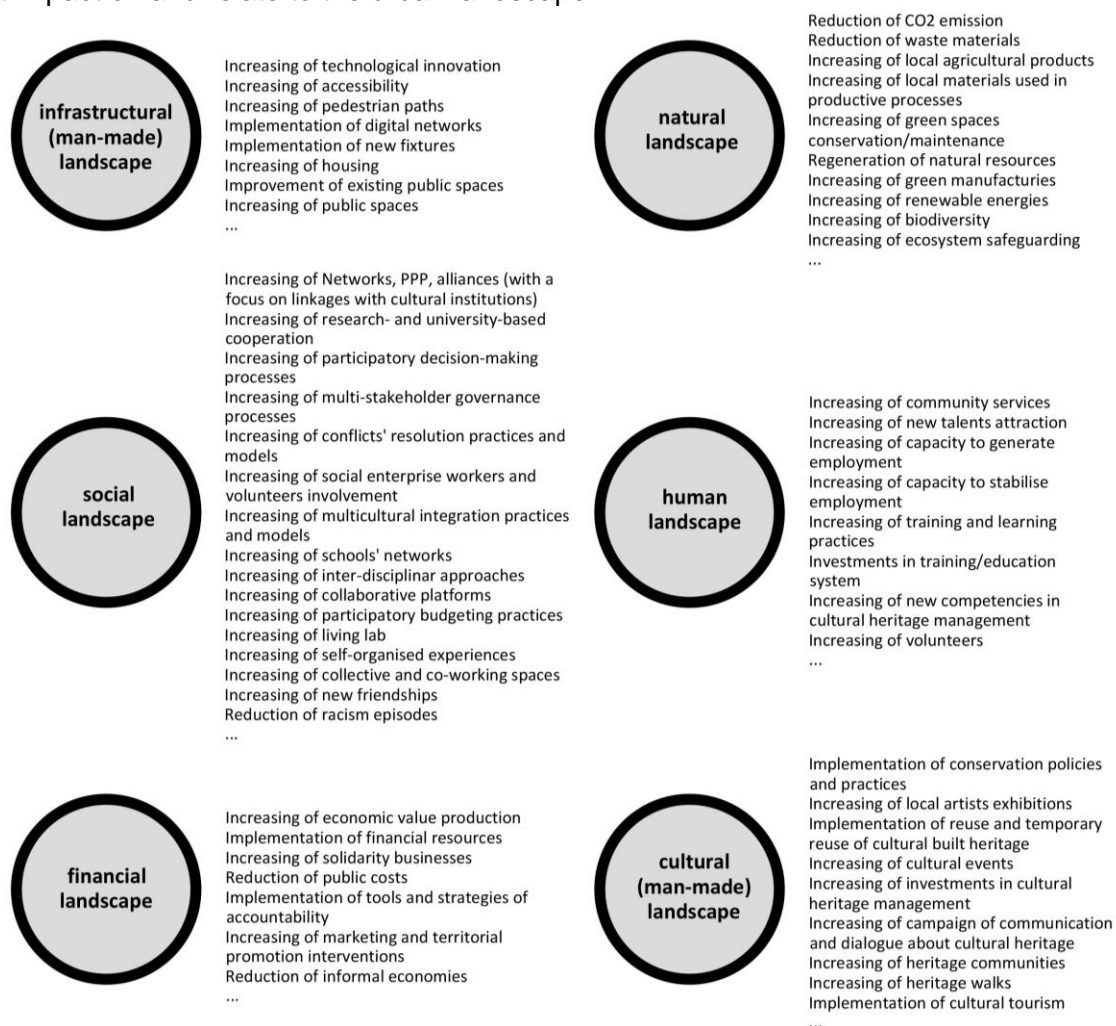 infrastructural
(man-made)
landscape
Increasing of technological innovation
Increasing of accessibility
Increasing of pedestrian paths
Implementation of digital networks
Implementation of new fixtures
Increasing of housing
Improvement of existing public spaces
Increasing of public spaces
...
natural
landscape
Reduction of CO2 emission
Reduction of waste materials
Increasing of local agricultural products
Increasing of local materials used in
productive processes
Increasing of green spaces
conservation/maintenance
Regeneration of natural resources
Increasing of green manufacturies
Increasing of renewable energies
Increasing of biodiversity
Increasing of ecosystem safeguarding
...
social
landscape
Increasing of Networks, PPP, alliances (with a
focus on linkages with cultural institutions)
Increasing of research- and university-based
cooperation
Increasing of participatory decision-making
processes
Increasing of multi-stakeholder governance
processes
Increasing of conflicts' resolution practices and
models
Increasing of social enterprise workers and
volunteers involvement
Increasing of multicultural integration practices
and models
Increasing of schools' networks
Increasing of inter-disciplinar approaches
Increasing of collaborative platforms
Increasing of participatory budgeting practices
Increasing of living lab
Increasing of self-organised experiences
Increasing of collective and co-working spaces
Increasing of new friendships
Reduction of racism episodes
...
human
landscape
Increasing of community services
Increasing of new talents attraction
Increasing of capacity to generate
employment
Increasing of capacity to stabilise
employment
Increasing of training and learning
practices
Investments in training/education
system
Increasing of new competencies in
cultural heritage management
Increasing of volunteers
...
financial
landscape
Increasing of economic value production
Implementation of financial resources
Increasing of solidarity businesses
Reduction of public costs
Implementation of tools and strategies of
accountability
Increasing of marketing and territorial
promotion interventions
Reduction of informal economies
...
cultural
(man-made)
landscape
Implementation of conservation policies
and practices
Increasing of local artists exhibitions
Implementation of reuse and temporary
reuse of cultural built heritage
Increasing of cultural events
Increasing of investments in cultural
heritage management
Increasing of campaign of communication
and dialogue about cultural heritage
Increasing of heritage communities
Increasing of heritage walks
Implementation of cultural tourism
...